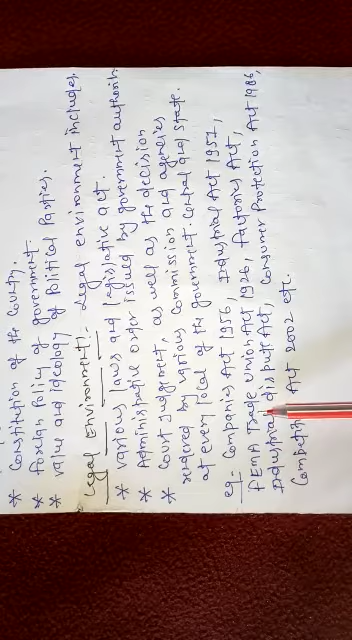 * Constitution of the Country.
* Foreign Policy of government.
* value and ideology of Political Parties.
Legal Environment:- Legal environment includes
* various laws and legislative act.
* Administrative order issued by government authority
* Court Judgement, as well as the decision
rendered by various Commission and agencies
at every lelel of the government central and state.
eg- Companies Act 1956, Industrial Act 1951,
FEMA Trade Union Act 1926, Factories Act,
Industrial dispute Act, Consumer Protection Act 1986,
Act 2002 etc.